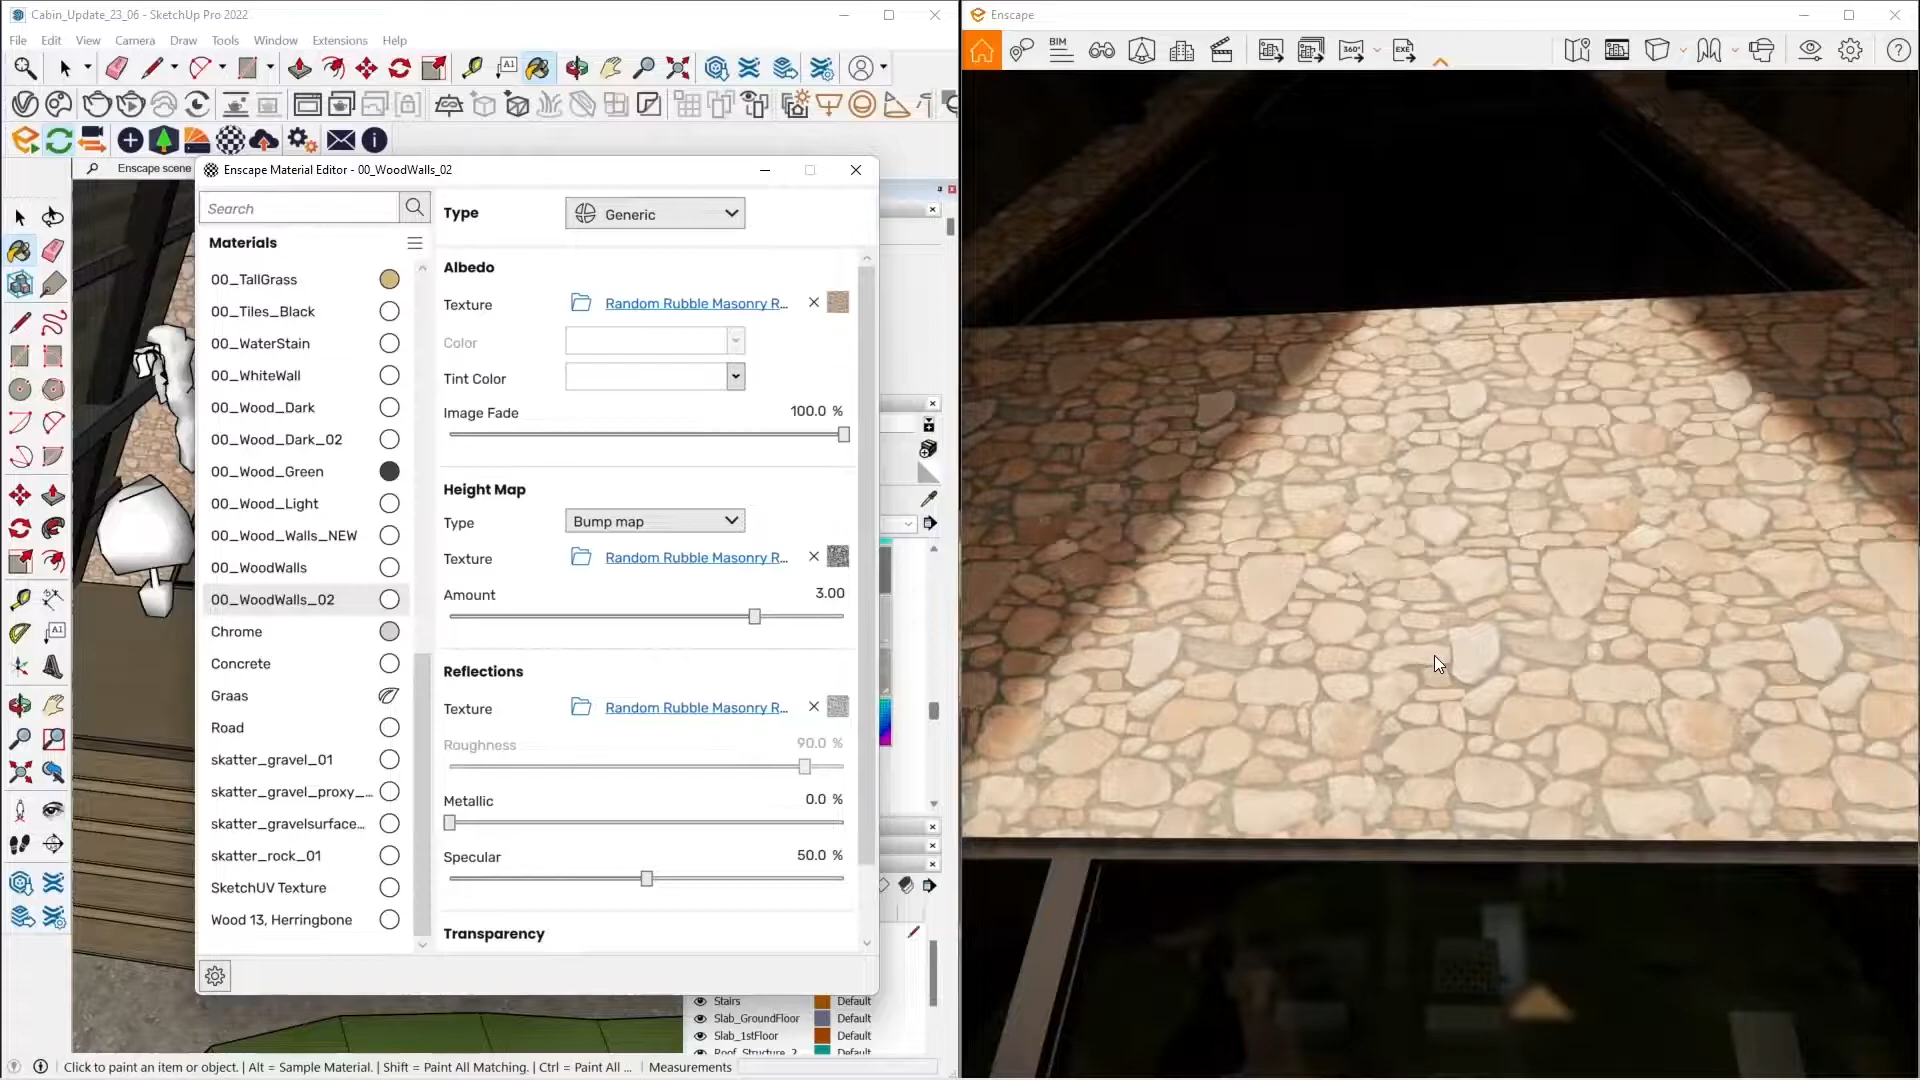 Cabin_Update_23_06 - SketchUp Pro 2022
Enscape
File Edit View Camera Draw Tools Window Extensions Help
BIM
360°
EXE
Enscape scene
Enscape Material Editor - 00_WoodWalls_02
Search
Materials
00_TallGrass
00_Tiles_Black
00_WaterStain
00_WhiteWall
00_Wood_Dark
00_Wood_Dark_02
00_Wood_Green
00_Wood_Light
00_Wood_Walls_NEW
00_WoodWalls
00_WoodWalls_02
Chrome
Concrete
Graas
Road
skatter_gravel_01
skatter_gravel_proxy_...
skatter_gravelsurface...
skatter_rock_01
SketchUV Texture
Wood 13, Herringbone
Type Generic
Albedo
Texture Random Rubble Masonry R...
Color
Tint Color
Image Fade 100.0 %
Height Map
Type Bump map
Texture Random Rubble Masonry R...
Amount 3.00
Reflections
Texture Random Rubble Masonry R...
Roughness 90.0 %
Metallic 0.0 %
Specular 50.0 %
Transparency
Stairs Default
Slab_GroundFloor Default
Slab_1stFloor Default
Roof_Structure_2 Default
Click to paint an item or object. | Alt = Sample Material. | Shift = Paint All Matching. | Ctrl = Paint All ... Measurements